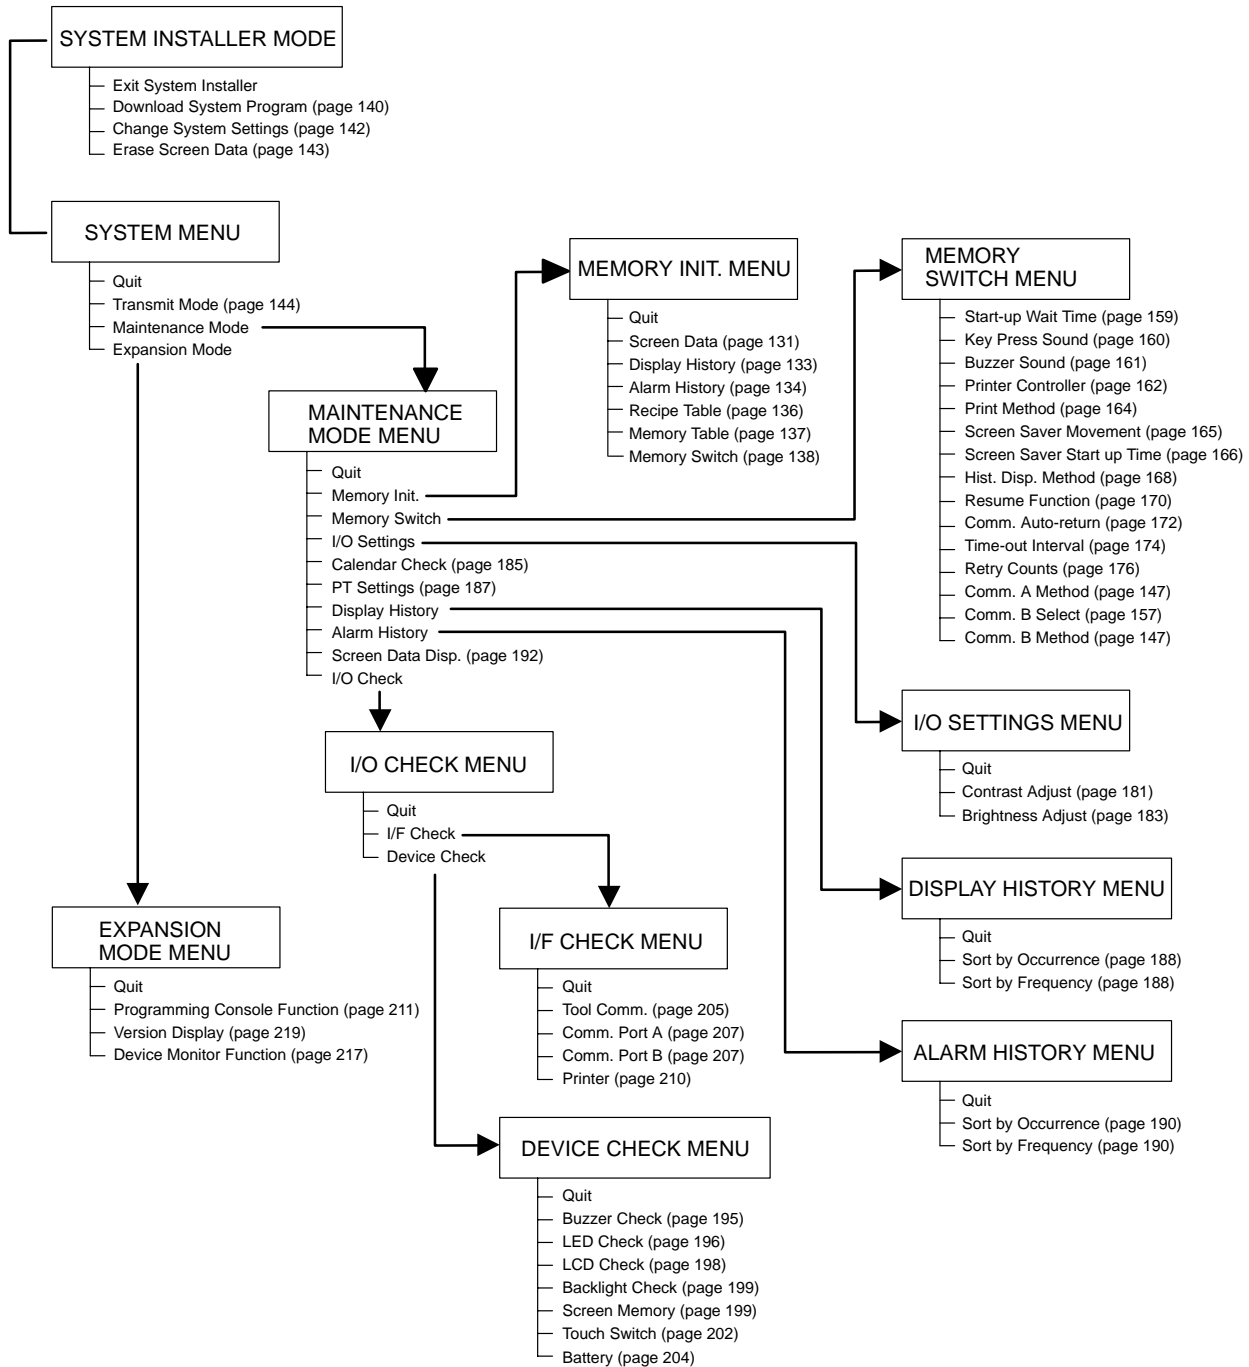 SYSTEM INSTALLER MODE
Exit System Installer
Download System Program (page 140)
Change System Settings (page 142)
Erase Screen Data (page 143)
SYSTEM MENU
Quit
Transmit Mode (page 144)
Maintenance Mode
Expansion Mode
MEMORY INIT. MENU
Quit
Screen Data (page 131)
Display History (page 133)
Alarm History (page 134)
Recipe Table (page 136)
Memory Table (page 137)
Memory Switch (page 138)
MEMORY
SWITCH MENU
Start-up Wait Time (page 159)
Key Press Sound (page 160)
Buzzer Sound (page 161)
Printer Controller (page 162)
Print Method (page 164)
Screen Saver Movement (page 165)
Screen Saver Start up Time (page 166)
Hist. Disp. Method (page 168)
Resume Function (page 170)
Comm. Auto-return (page 172)
Time-out Interval (page 174)
Retry Counts (page 176)
Comm. A Method (page 147)
Comm. B Select (page 157)
Comm. B Method (page 147)
MAINTENANCE
MODE MENU
Quit
Memory Init.
Memory Switch
I/O Settings
Calendar Check (page 185)
PT Settings (page 187)
Display History
Alarm History
Screen Data Disp. (page 192)
I/O Check
I/O SETTINGS MENU
Quit
Contrast Adjust (page 181)
Brightness Adjust (page 183)
I/O CHECK MENU
Quit
I/F Check
Device Check
DISPLAY HISTORY MENU
Quit
Sort by Occurrence (page 188)
Sort by Frequency (page 188)
EXPANSION
MODE MENU
Quit
Programming Console Function (page 211)
Version Display (page 219)
Device Monitor Function (page 217)
I/F CHECK MENU
Quit
Tool Comm. (page 205)
Comm. Port A (page 207)
Comm. Port B (page 207)
Printer (page 210)
ALARM HISTORY MENU
Quit
Sort by Occurrence (page 190)
Sort by Frequency (page 190)
DEVICE CHECK MENU
Quit
Buzzer Check (page 195)
LED Check (page 196)
LCD Check (page 198)
Backlight Check (page 199)
Screen Memory (page 199)
Touch Switch (page 202)
Battery (page 204)